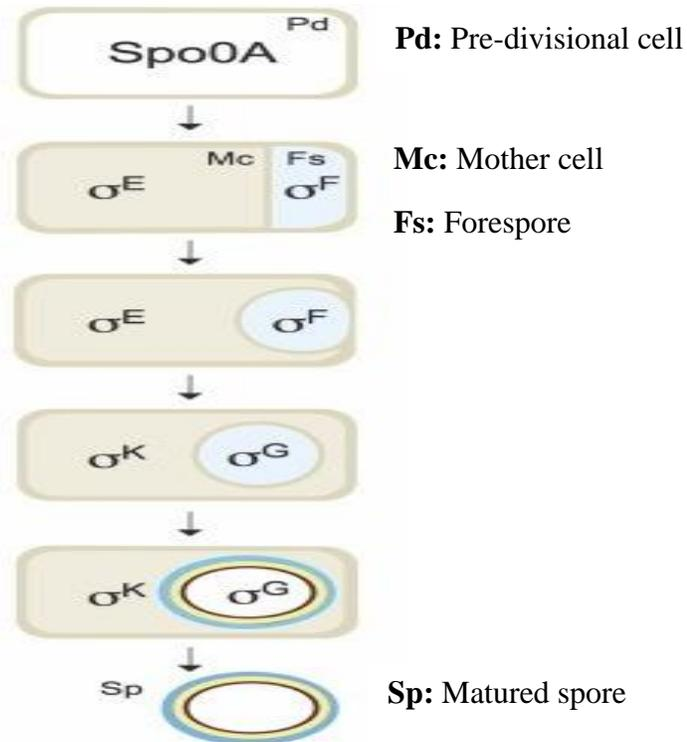 Pd
Spo0A
Pd: Pre-divisional cell
Mc Fs
σE σF
Mc: Mother cell
Fs: Forespore
σE σF
σK σG
σK σG
Sp
Sp: Matured spore